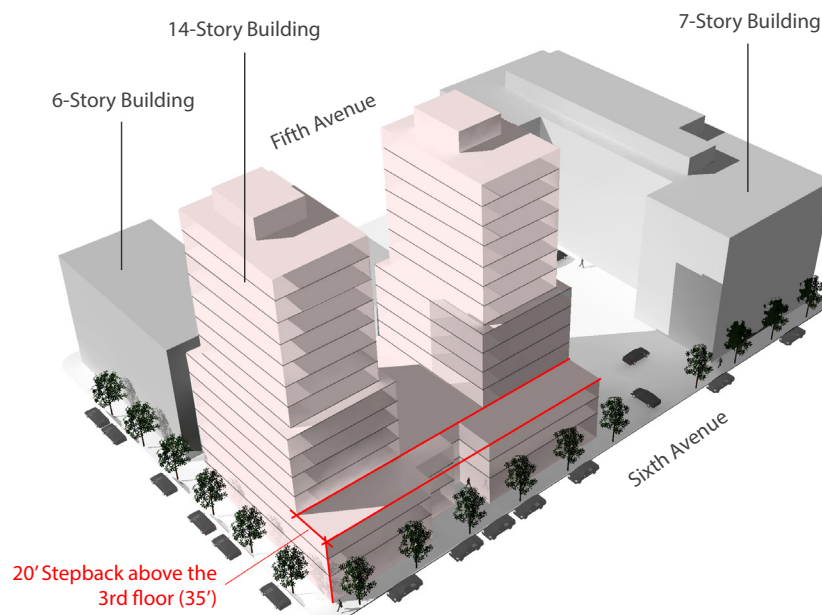 14-Story Building
7-Story Building
6-Story Building
Fifth Avenue
Sixth Avenue
20' Stepback above the
3rd floor (35')